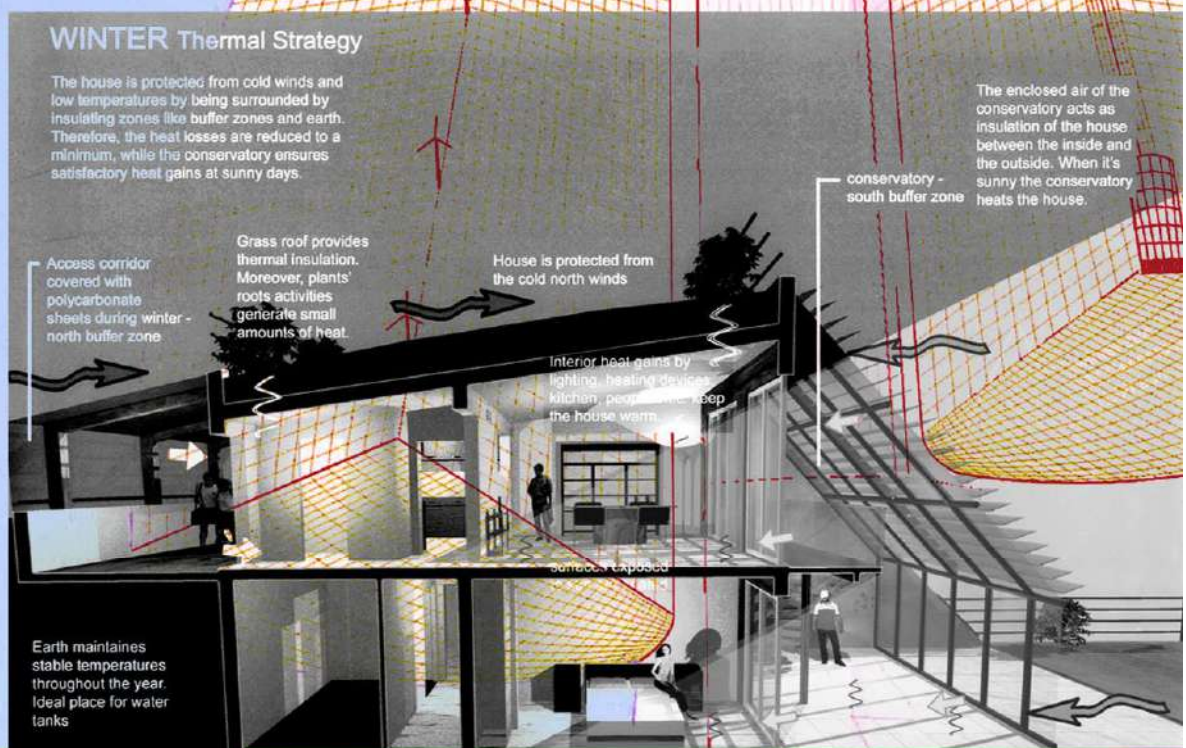 WINTER Thermal Strategy
The house is protected from cold winds and
low temperatures by being surrounded by
insulating zones like buffer zones and earth.
Therefore, the heat losses are reduced to a
minimum, while the conservatory ensures
satisfactory heat gains at sunny days.
The enclosed air of the
conservatory acts as
insulation of the house
between the inside and
the outside. When it's
sunny the conservatory
heats the house.
conservatory -
south buffer zone
Access corridor
covered with
polycarbonate
sheets during winter -
north buffer zone
Grass roof provides
thermal insulation.
Moreover, plants'
roots activities
generate small
amounts of heat.
House is protected from
the cold north winds
Interior heat gains by
lighting, heating devices,
kitchen, people keep
the house warm.
surfaces exposed
Earth maintaines
stable temperatures
throughout the year.
Ideal place for water
tanks